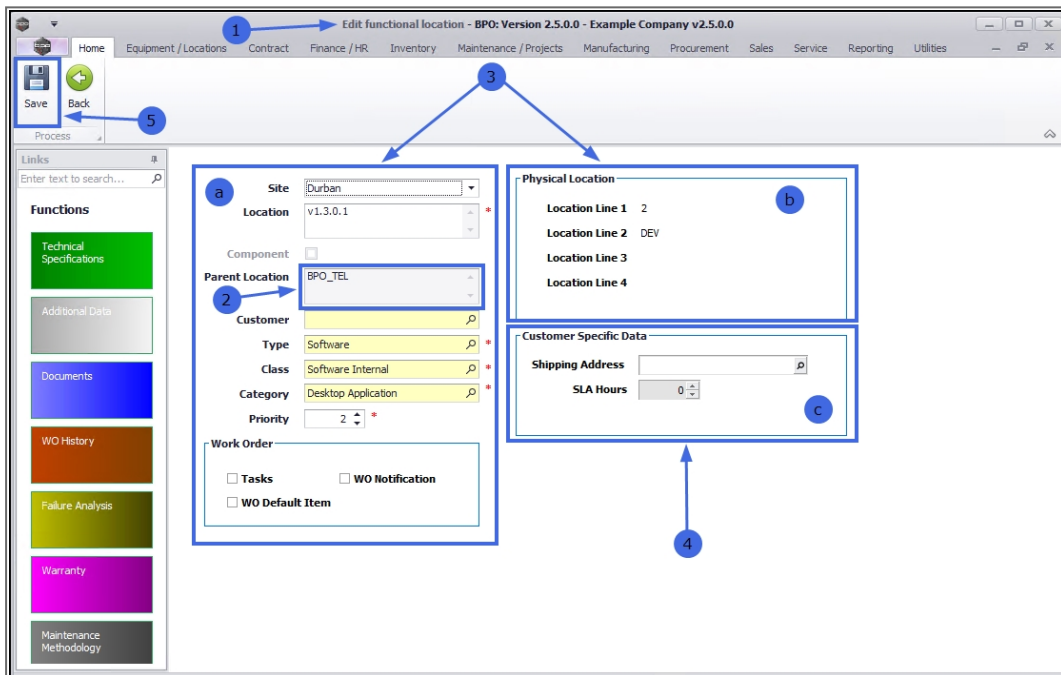 Edit functional location - BPO: Version 2.5.0.0 - Example Company v2.5.0.0
1
Home Equipment / Locations Contract Finance / HR Inventory Maintenance / Projects Manufacturing Procurement Sales Service Reporting Utilities
Save Back
3
5
Process
Links
Enter text to search...
Functions
Technical Specifications
Additional Data
Documents
WO History
Failure Analysis
Warranty
Maintenance Methodology
a
Site Durban
Location v1.3.0.1 *
Component
Parent Location BPO_TEL
2
Customer
Type Software *
Class Software Internal *
Category Desktop Application *
Priority 2 *
Work Order
Tasks WO Notification
WO Default Item
Physical Location
b
Location Line 1 2
Location Line 2 DEV
Location Line 3
Location Line 4
Customer Specific Data
Shipping Address
SLA Hours 0
c
4